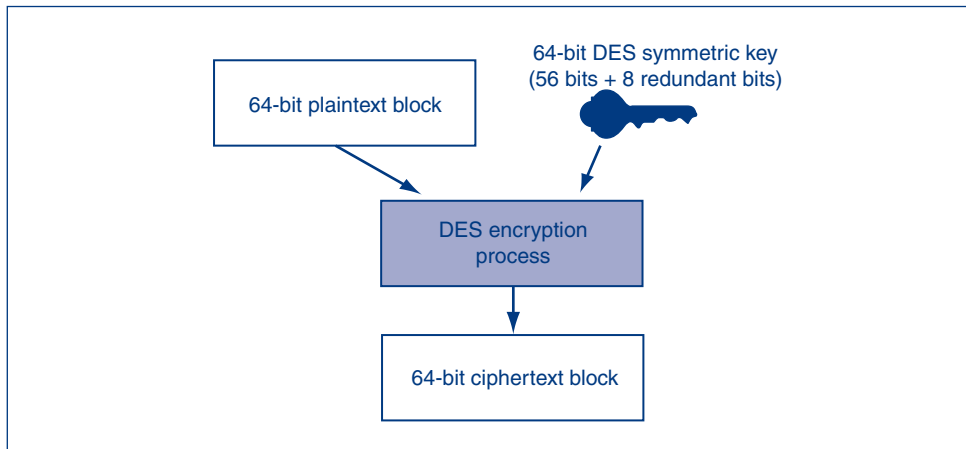 64-bit DES symmetric key
(56 bits + 8 redundant bits)
64-bit plaintext block
DES encryption
process
64-bit ciphertext block